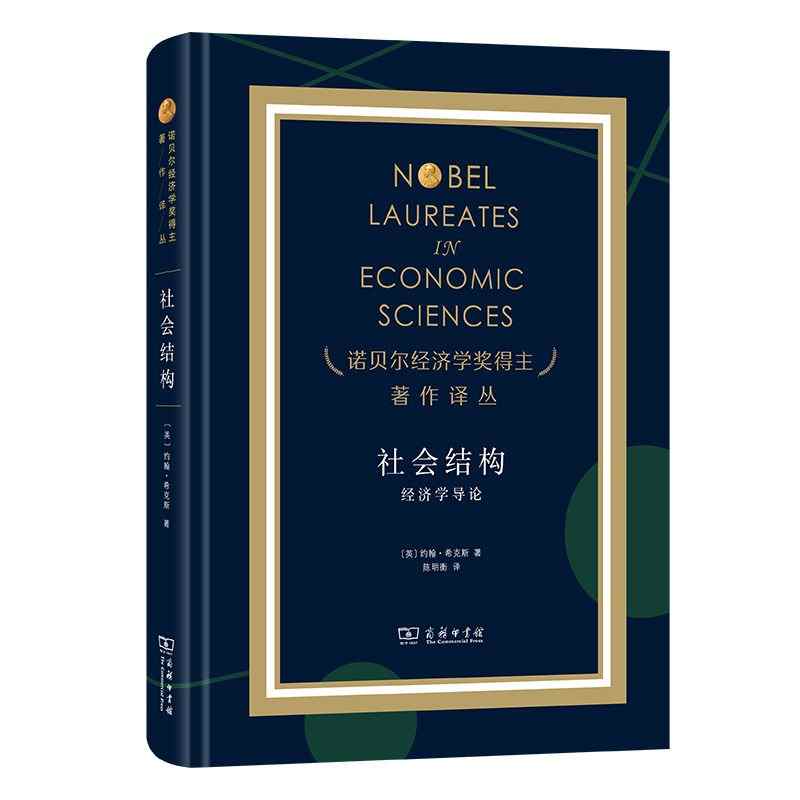 诺贝尔经济学奖得主
著/作/译/丛
社会结构
〔英〕约翰·希克斯 著
商务印书馆
The Commercial Press
NOBEL
LAUREATES
IN
ECONOMIC
SCIENCES
诺贝尔经济学奖得主
著作译丛
社会结构
经济学导论
〔英〕约翰·希克斯 著
陈明衡 译
商务印书馆
The Commercial Press